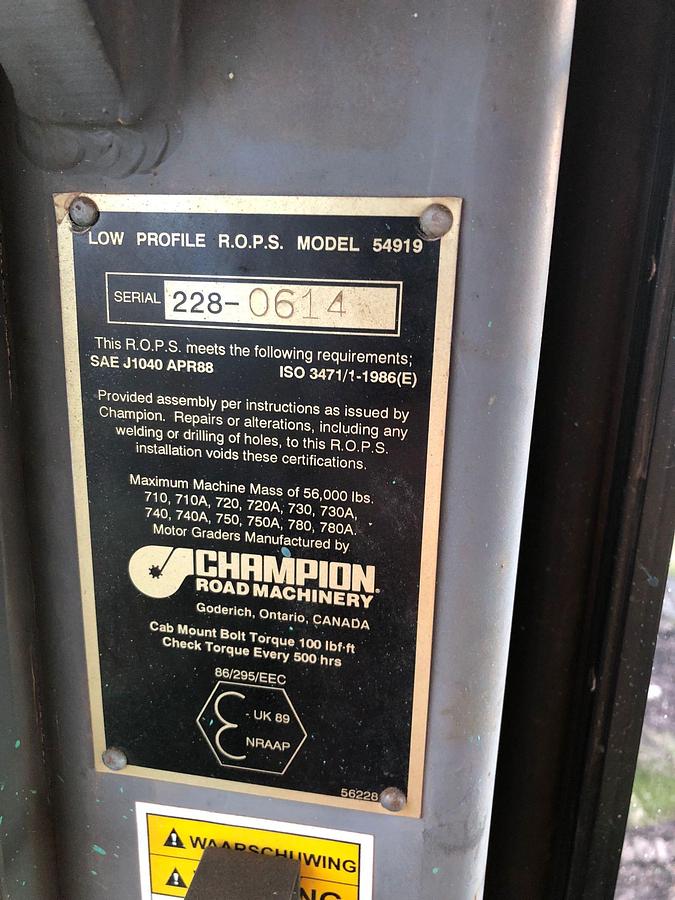 LOW PROFILE R.O.P.S. MODEL 54919
SERIAL 228-0614
This R.O.P.S. meets the following requirements;
SAE J1040 APR88 ISO 3471/1-1986(E)
Provided assembly per instructions as issued by
Champion. Repairs or alterations, including any
welding or drilling of holes, to this R.O.P.S.
installation voids these certifications.
Maximum Machine Mass of 56,000 lbs.
710, 710A, 720, 720A, 730, 730A,
740, 740A, 750, 750A, 780, 780A.
Motor Graders Manufactured by
CHAMPION®
ROAD MACHINERY
Goderich, Ontario, CANADA
Cab Mount Bolt Torque 100 lbf·ft
Check Torque Every 500 hrs
86/295/EEC
- UK 89
NRAAP
56228
WAARSCHUWING